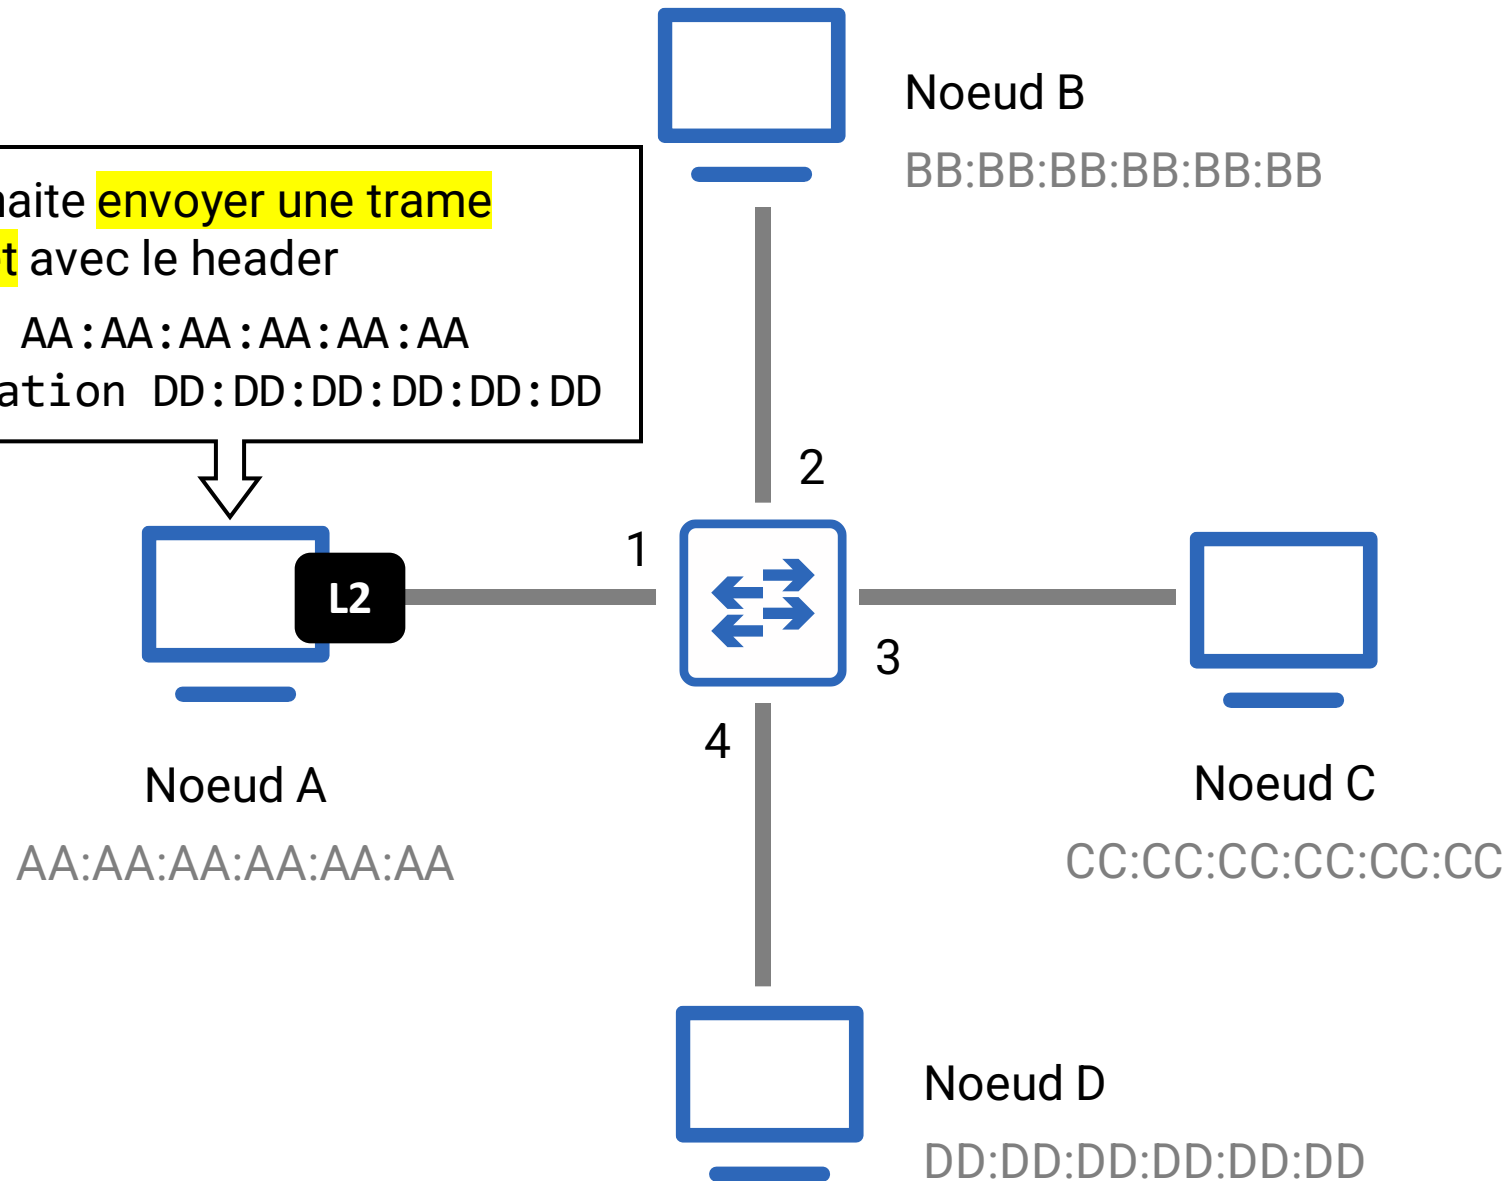 Noeud B
BB:BB:BB:BB:BB:BB
envoyer une trame
avec le header
AA:AA:AA:AA:AA:AA
DD:DD:DD:DD:DD:DD
2
1
L2
3
4
Noeud A
AA:AA:AA:AA:AA:AA
Noeud C
CC:CC:CC:CC:CC:CC
Noeud D
DD:DD:DD:DD:DD:DD